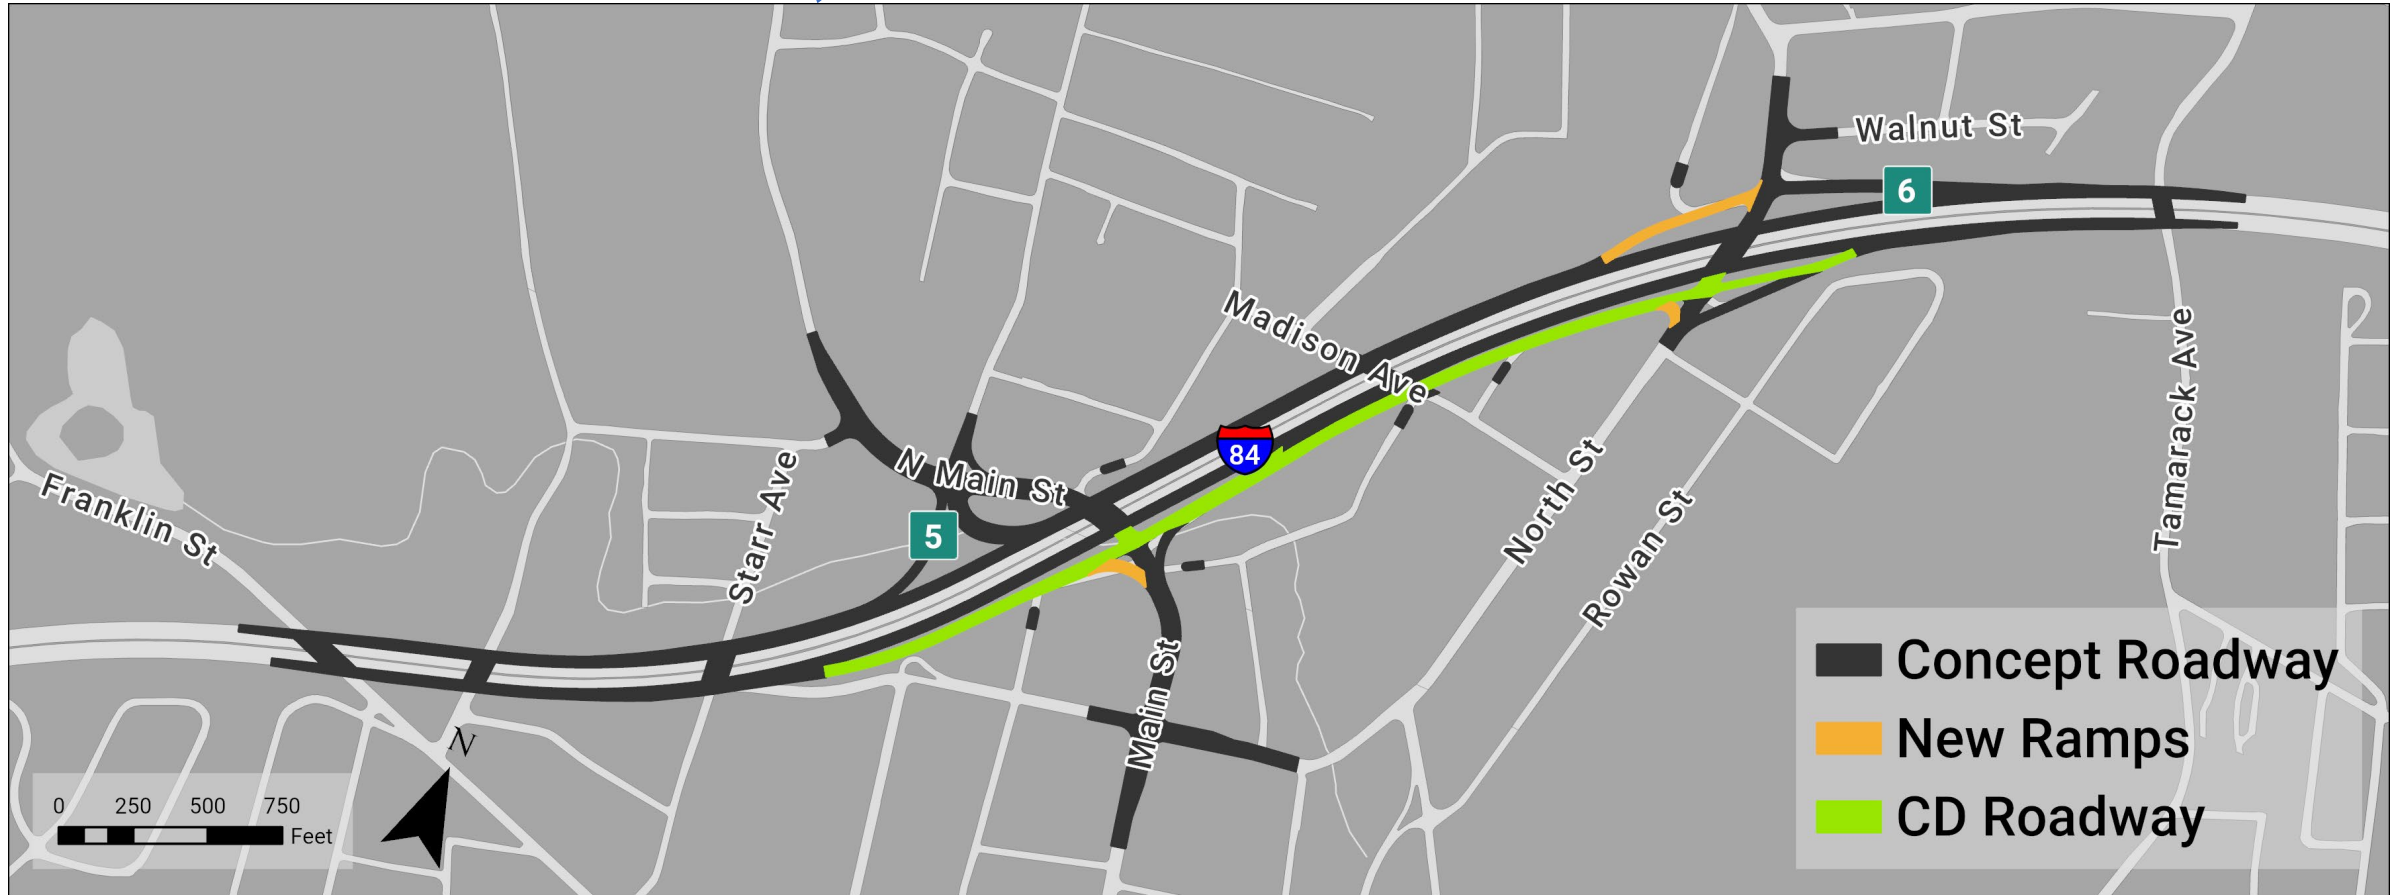 Walnut St
6
Madison Ave
84
N Main St
5
Franklin St
Starr Ave
North St
Rowan St
Tamarack Ave
Main St
N
0 250 500 750
Feet
Concept Roadway
New Ramps
CD Roadway